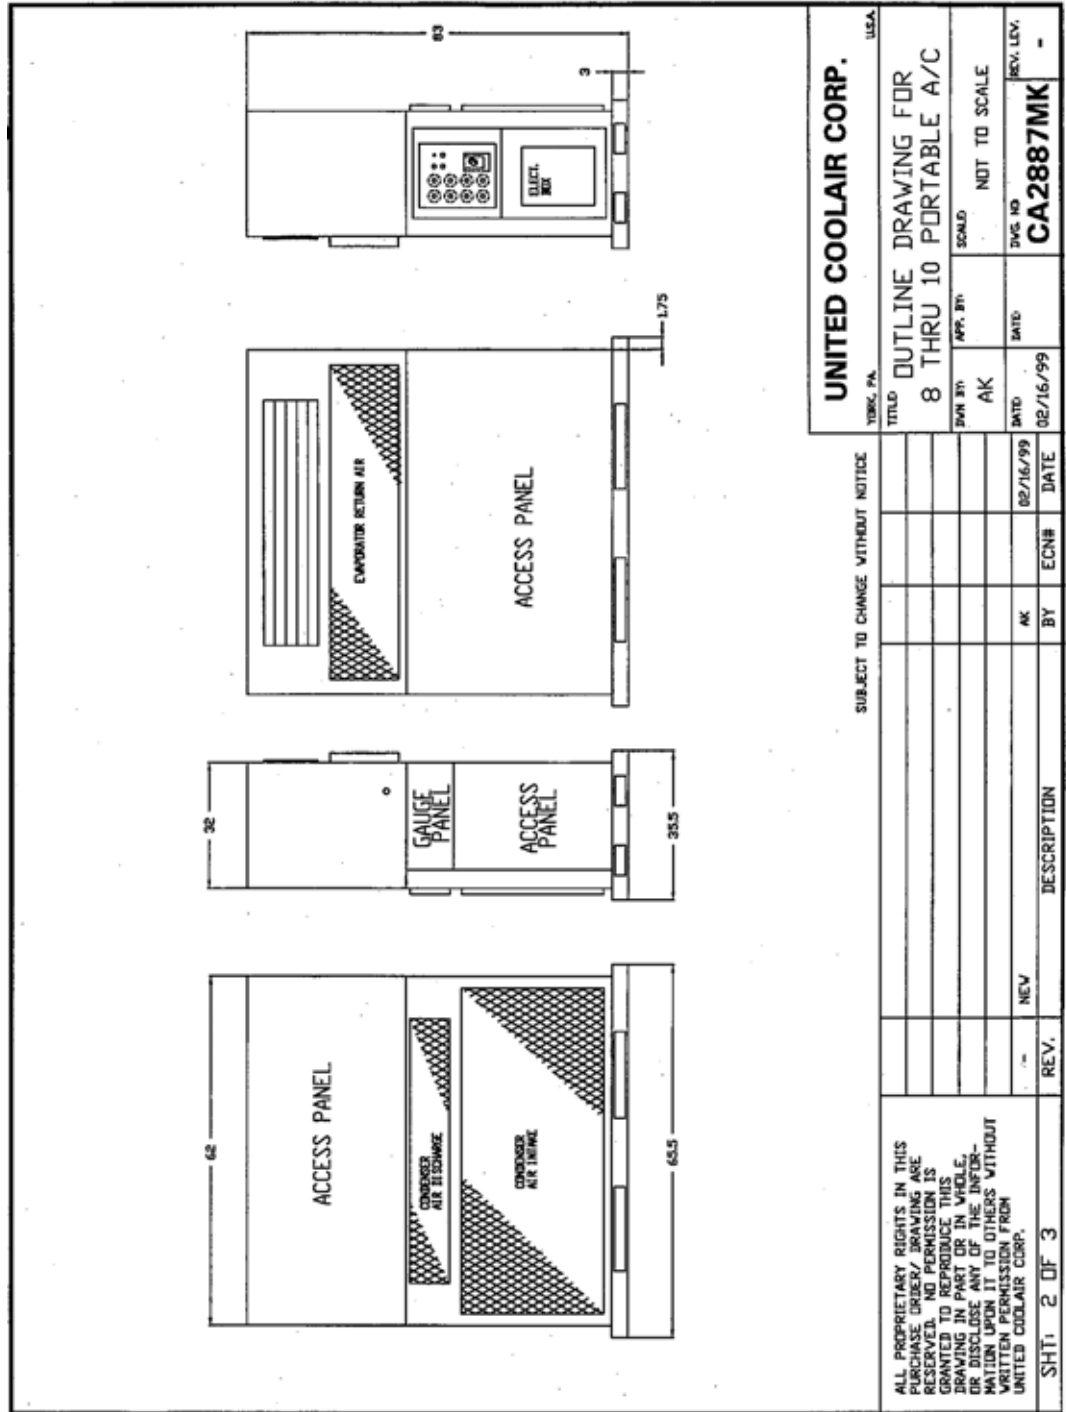 62
ACCESS PANEL
CONDENSER
AIR DISCHARGE
CONDENSER
AIR INTAKE
65.5
32
GAUGE
PANEL
ACCESS
PANEL
35.5
EVAPORATOR RETURN AIR
ACCESS PANEL
1.75
83
3
ELECT.
BOX
SUBJECT TO CHANGE WITHOUT NOTICE
ALL PROPRIETARY RIGHTS IN THIS
PURCHASE ORDER/ DRAWING ARE
RESERVED. NO PERMISSION IS
GRANTED TO REPRODUCE THIS
DRAWING IN PART OR IN WHOLE,
OR DISCLOSE ANY OF THE INFOR-
MATION UPON IT TO OTHERS WITHOUT
WRITTEN PERMISSION FROM
UNITED COOLAIR CORP.
SHT: 2 OF 3
- NEW AK 02/16/99
REV. DESCRIPTION BY ECN# DATE
UNITED COOLAIR CORP.
YORK, PA. U.S.A.
TITLE:
OUTLINE DRAWING FOR
8 THRU 10 PORTABLE A/C
DWN BY: APP. BY: SCALE:
AK NOT TO SCALE
DATE: DATE: DWG. NO REV. LEV.
02/16/99 CA2887MK -